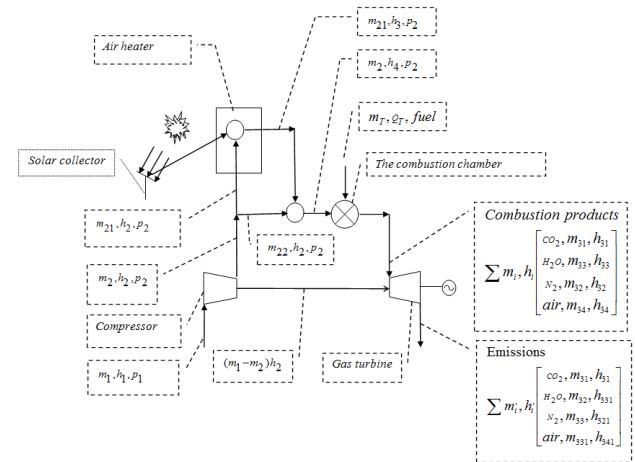 m21,h3,p2
Air heater
m2,h4,p2
mT,QT, fuel
Solar collector
The combustion chamber
m21,h2,p2
m22,h2,p2
Combustion products
CO2, m31, h31
H2O, m33, h33
∑ mi, hi
N2, m32, h32
air, m34, h34
m2,h2,p2
Compressor
m1,h1,p1
(m1−m2)h2
Gas turbine
Emissions
CO2, m31, h31
H2O, m32, h331
∑ mi', hi'
N2, m33, h321
air, m331, h341